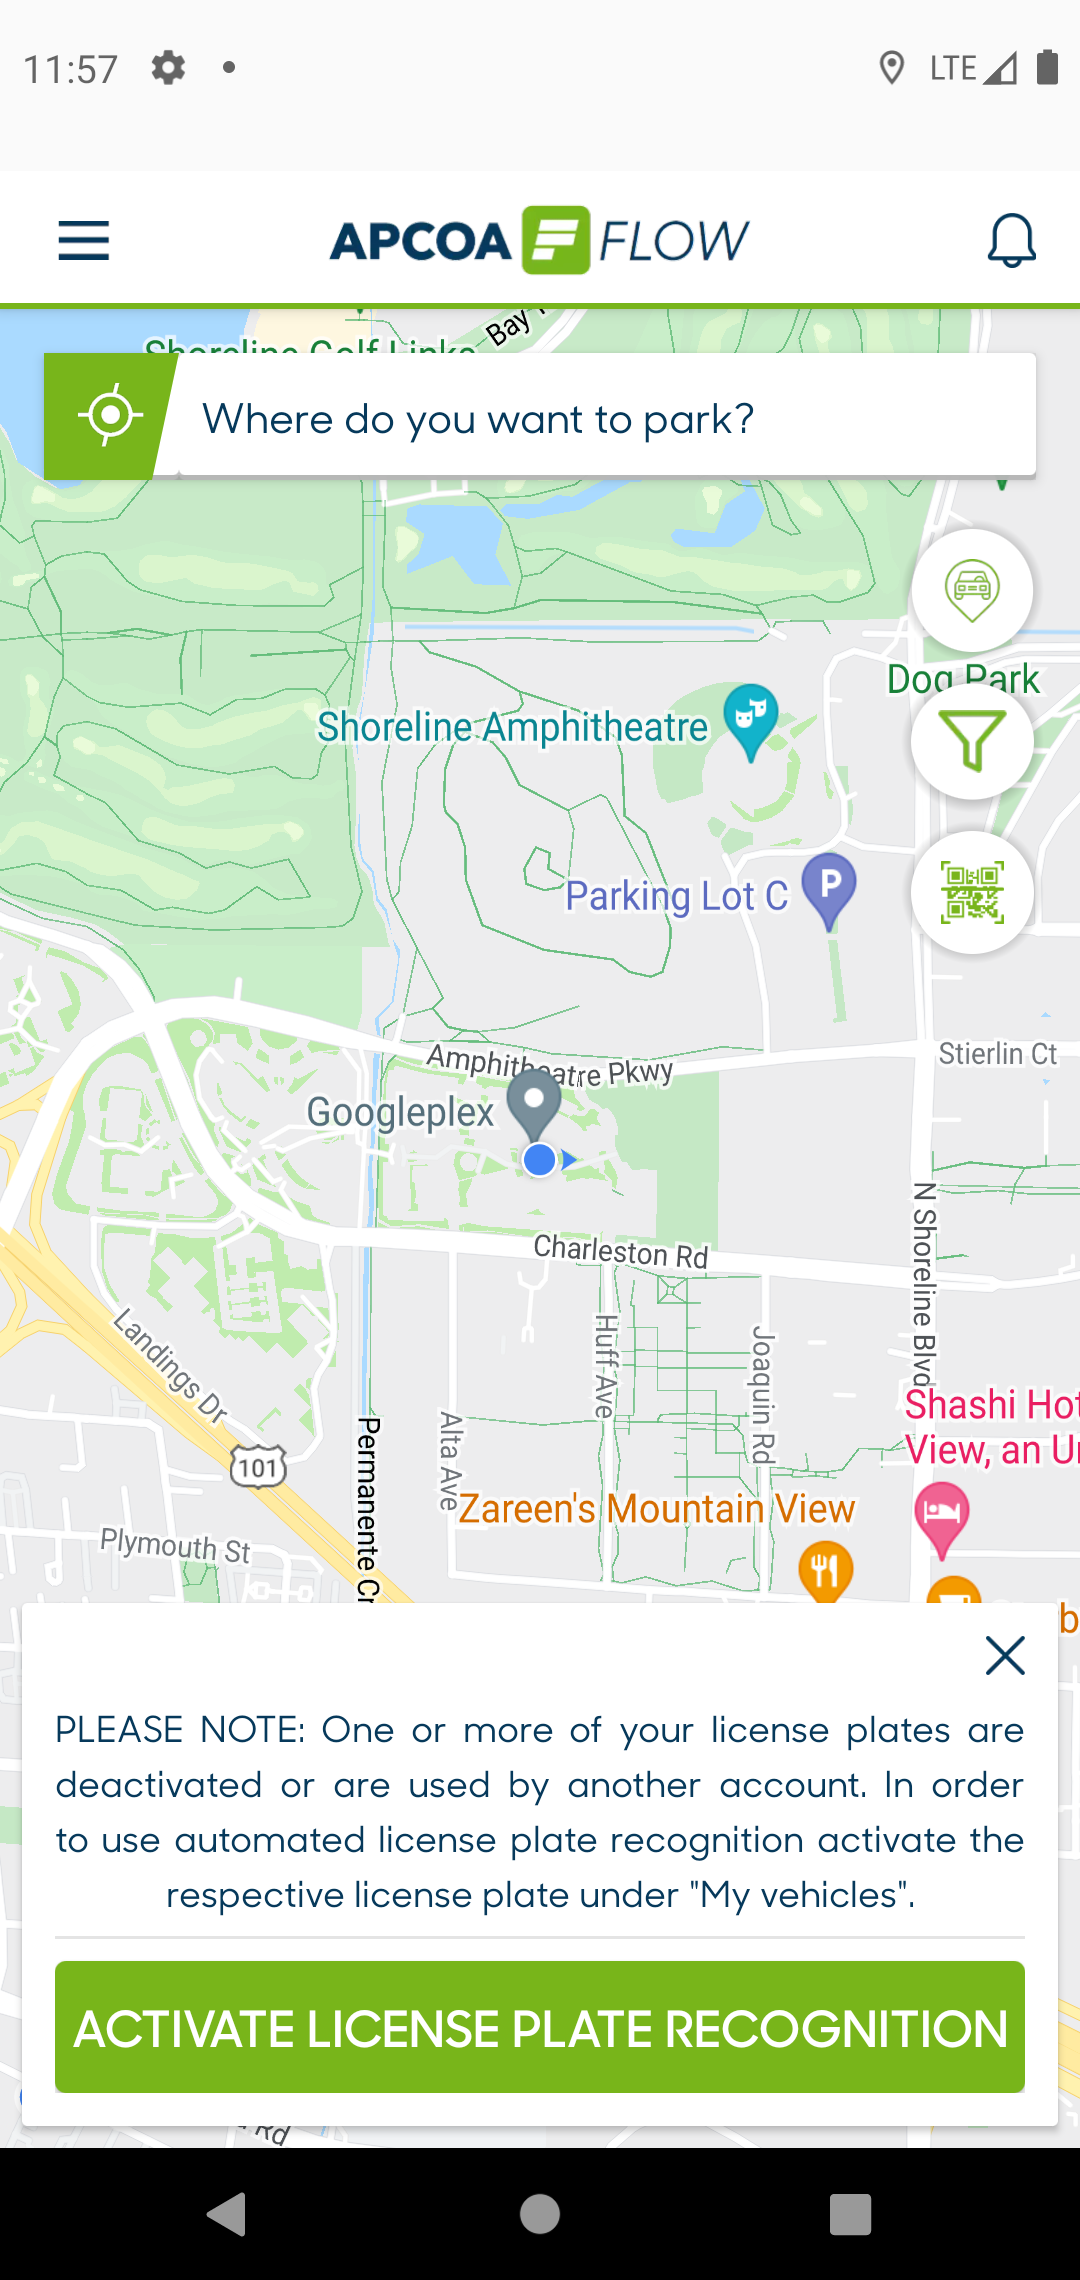 11:57
LTE
APCOA FLOW
Bay
Shoreline Golf Links
Where do you want to park?
Dog Park
Shoreline Amphitheatre
Parking Lot C
P
Stierlin Ct
Amphitheatre Pkwy
Googleplex
N Shoreline Blvd
Charleston Rd
Landings Dr
Huff Ave
Joaquin Rd
Shashi Hot
View, an
101
Permanente Cr
Alta Ave
Zareen's Mountain View
Plymouth St
PLEASE NOTE: One or more of your license plates are
deactivated or are used by another account. In order
to use automated license plate recognition activate the
respective license plate under "My vehicles".
ACTIVATE LICENSE PLATE RECOGNITION
Rd